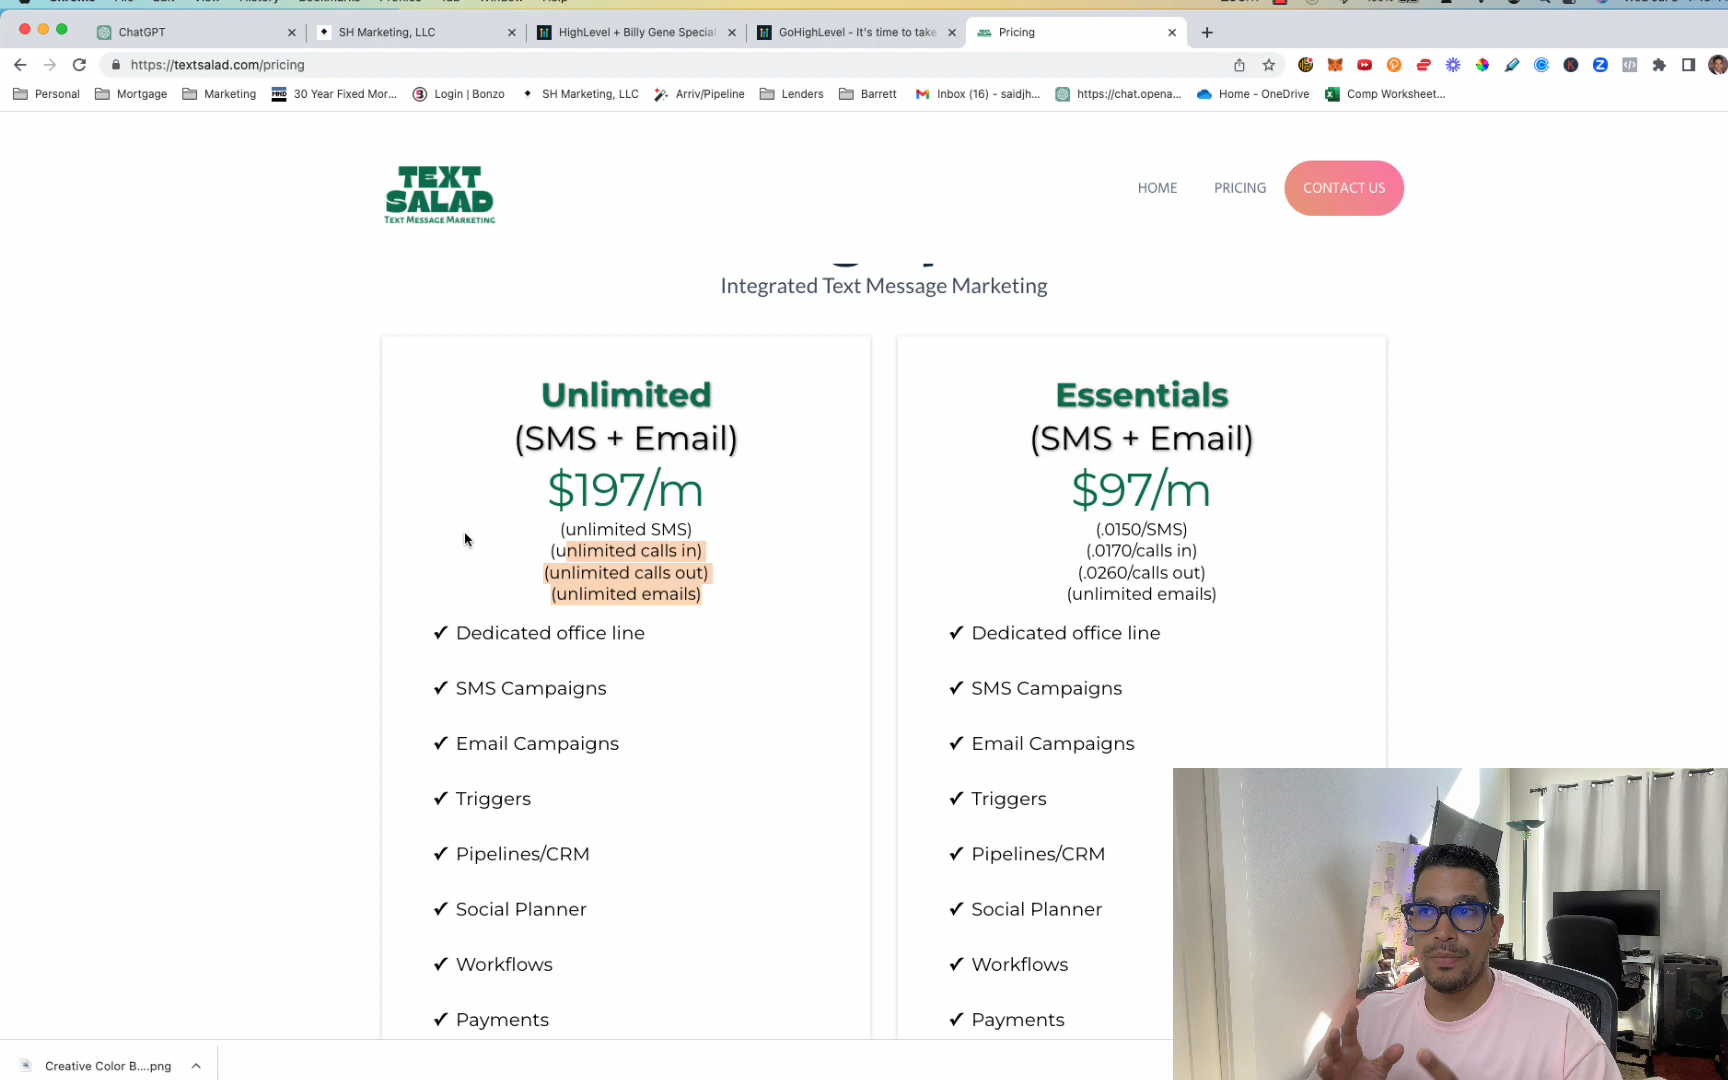 ChatGPT
SH Marketing, LLC
HighLevel + Billy Gene Special
GoHighLevel - It's time to take
Pricing
https://textsalad.com/pricing
Personal
Mortgage
Marketing
30 Year Fixed Mor...
Login | Bonzo
SH Marketing, LLC
Arriv/Pipeline
Lenders
Barrett
Inbox (16) - saidjh...
https://chat.opena...
Home - OneDrive
Comp Worksheet...
TEXT
SALAD
TEXT MESSAGE MARKETING
HOME
PRICING
CONTACT US
Integrated Text Message Marketing
Unlimited
(SMS + Email)
$197/m
(unlimited SMS)
(unlimited calls in)
(unlimited calls out)
(unlimited emails)
✓ Dedicated office line
✓ SMS Campaigns
✓ Email Campaigns
✓ Triggers
✓ Pipelines/CRM
✓ Social Planner
✓ Workflows
✓ Payments
Essentials
(SMS + Email)
$97/m
(.0150/SMS)
(.0170/calls in)
(.0260/calls out)
(unlimited emails)
✓ Dedicated office line
✓ SMS Campaigns
✓ Email Campaigns
✓ Triggers
✓ Pipelines/CRM
✓ Social Planner
✓ Workflows
✓ Payments
Creative Color B....png